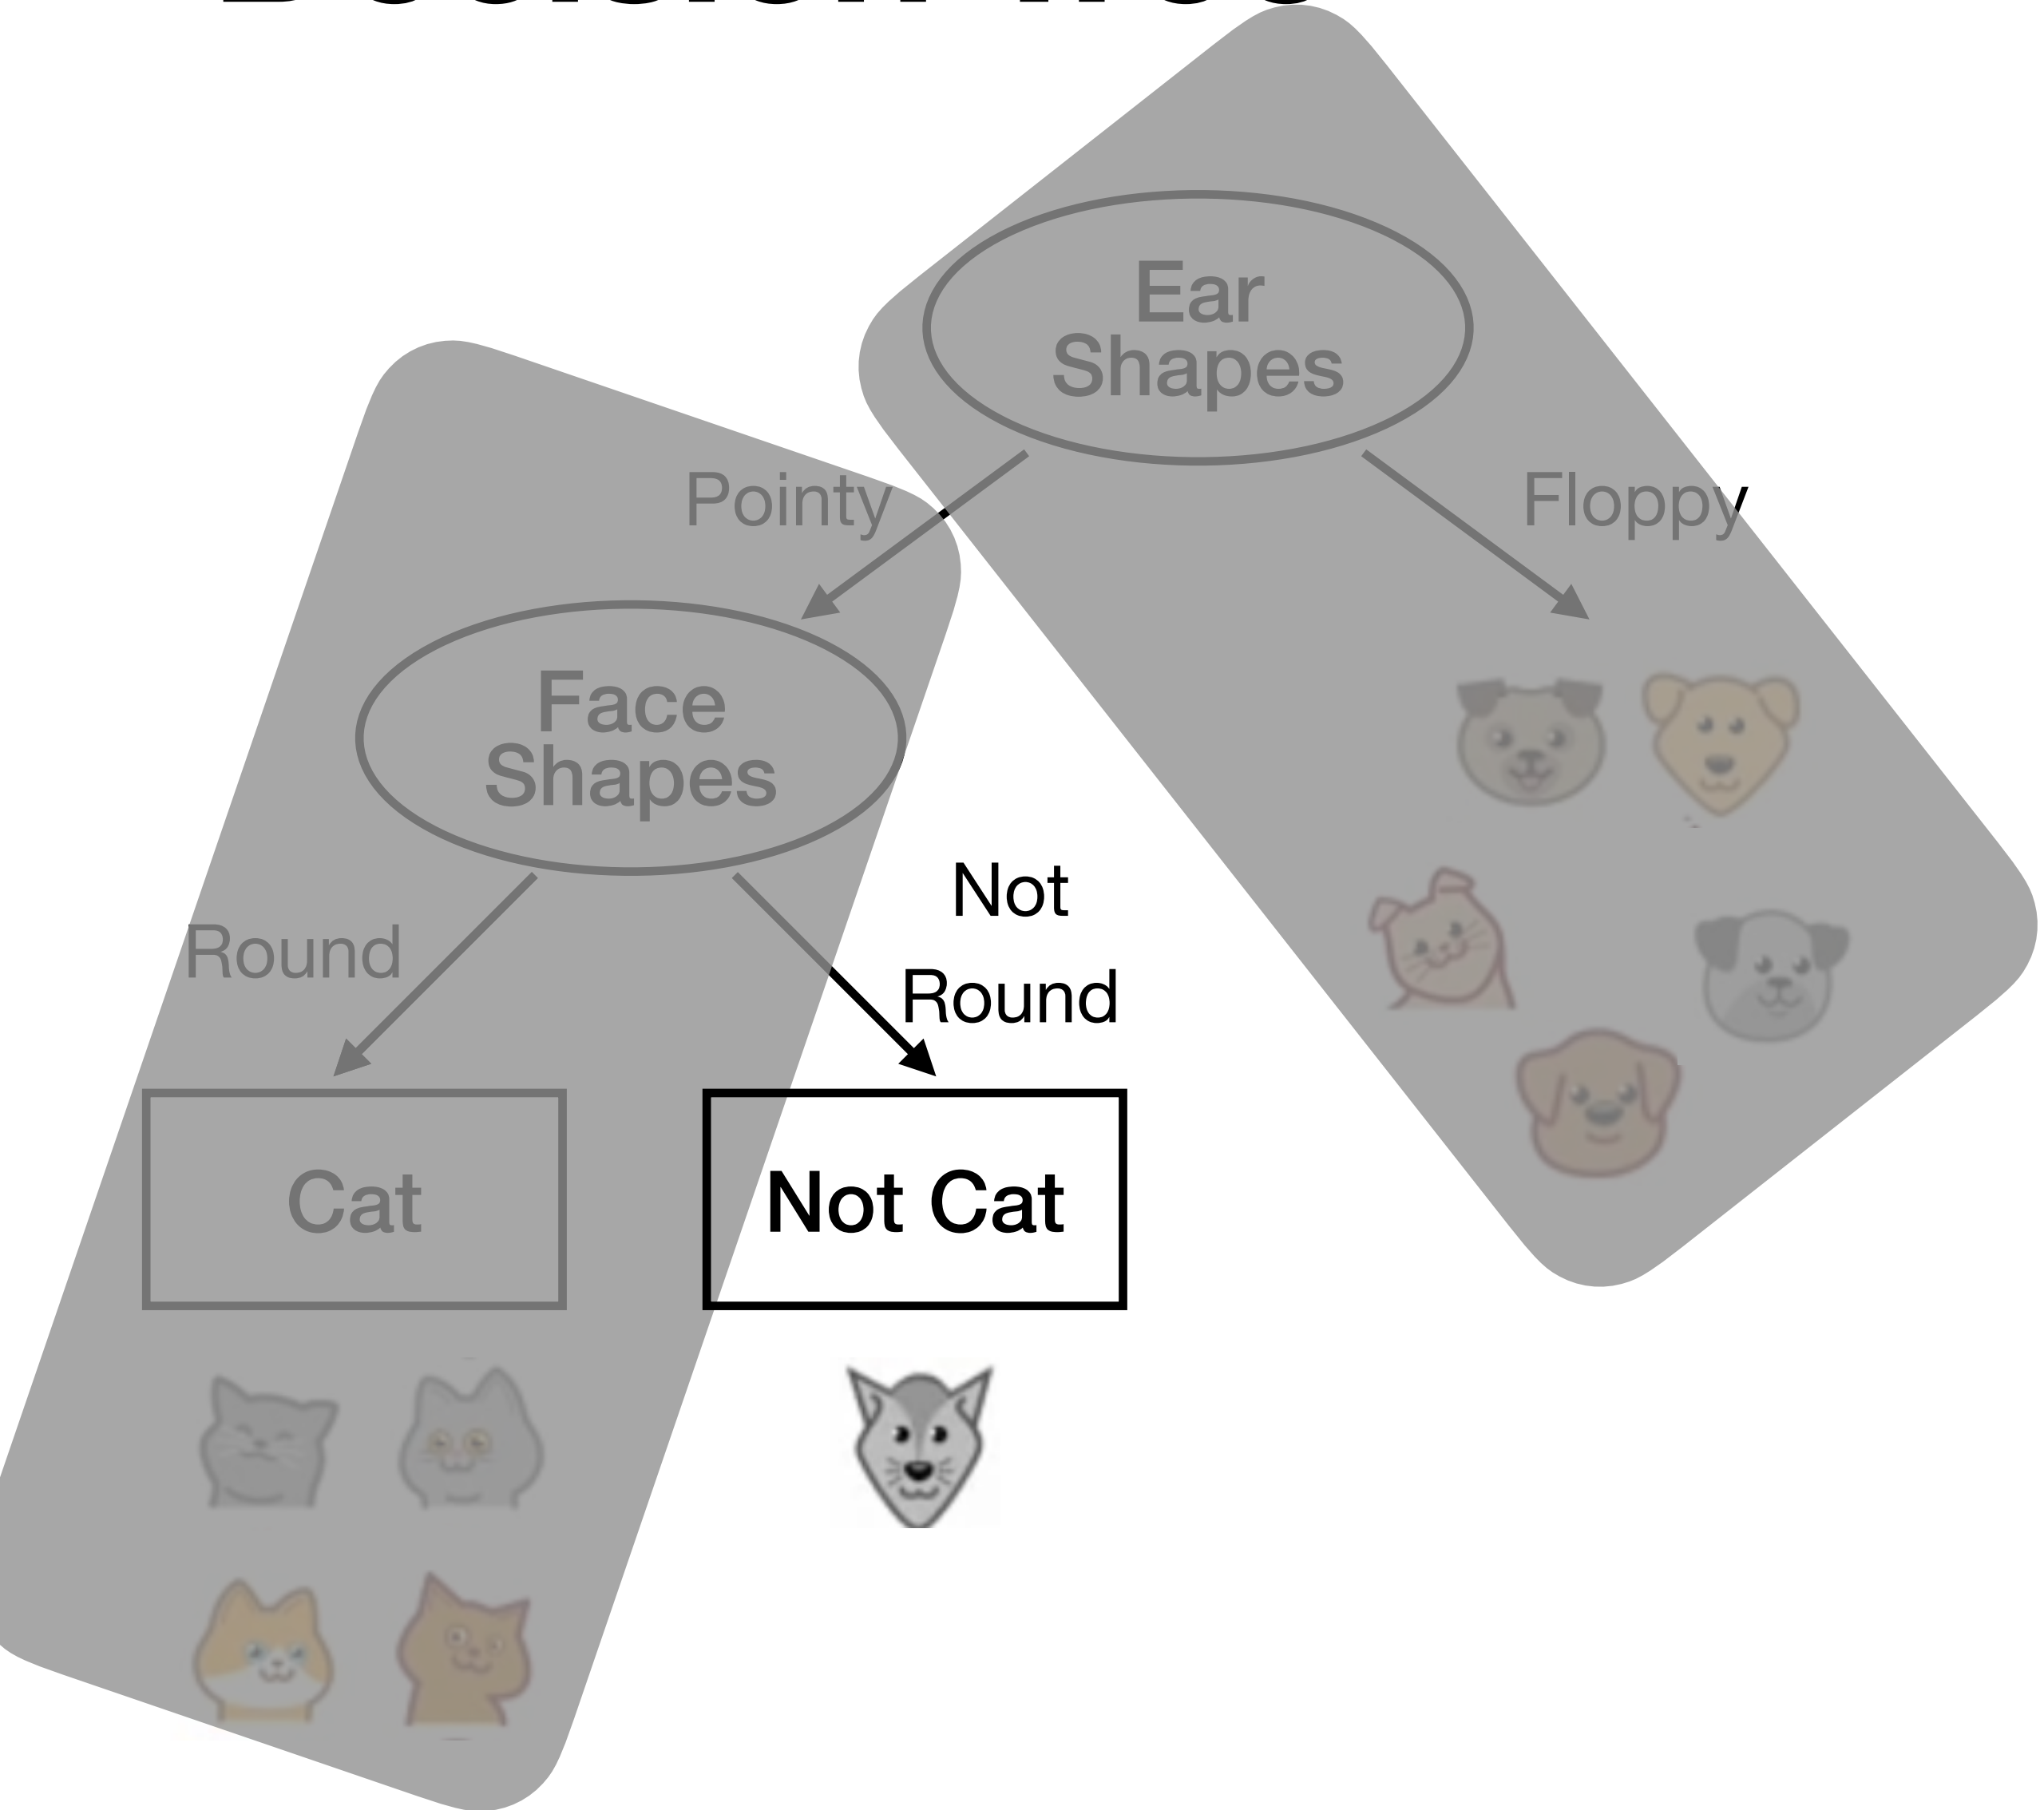 Ear
Shapes
Pointy
Floppy
Face
Shapes
Not
Round
Round
Cat
Not Cat